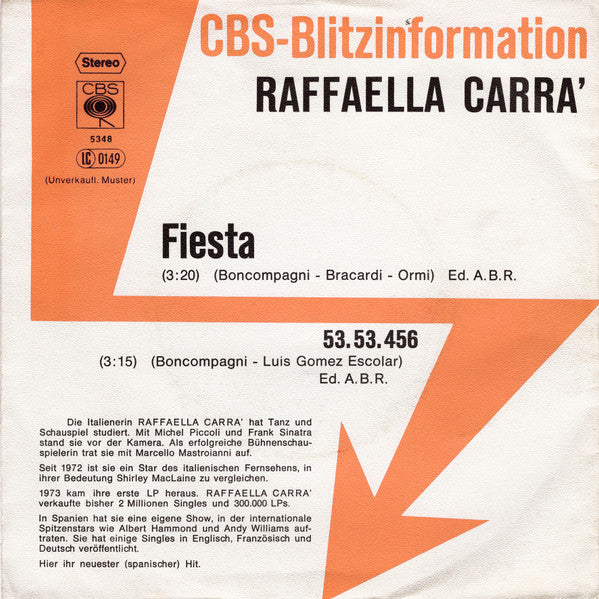 CBS-Blitzinformation
RAFFAELLA CARRA'
Stereo
CBS
5348
LC 0149
(Unverkäufl. Muster)
Fiesta
(3:20) (Boncompagni - Bracardi - Ormi) Ed. A.B.R.
53.53.456
(3:15) (Boncompagni - Luis Gomez Escolar)
Ed. A.B.R.
Die Italienerin RAFFAELLA CARRA' hat Tanz und
Schauspiel studiert. Mit Michel Piccoli und Frank Sinatra
stand sie vor der Kamera. Als erfolgreiche Bühnenschau-
spielerin trat sie mit Marcello Mastroianni auf.
Seit 1972 ist sie ein Star des italienischen Fernsehens, in
ihrer Bedeutung Shirley MacLaine zu vergleichen.
1973 kam ihre erste LP heraus. RAFFAELLA CARRA'
verkaufte bisher 2 Millionen Singles und 300.000 LPs.
In Spanien hat sie eine eigene Show, in der internationale
Spitzenstars wie Albert Hammond und Andy Williams auf-
traten. Sie hat einige Singles in Englisch, Französisch und
Deutsch veröffentlicht.
Hier ihr neuester (spanischer) Hit.